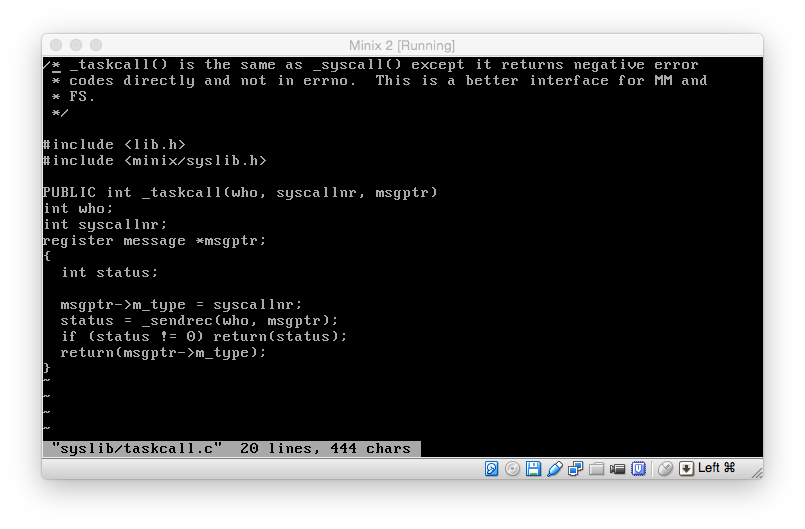 Minix 2 [Running]
/* _taskcall() is the same as _syscall() except it returns negative error
 * codes directly and not in errno.  This is a better interface for MM and
 * FS.
 */

#include <lib.h>
#include <minix/syslib.h>

PUBLIC int _taskcall(who, syscallnr, msgptr)
int who;
int syscallnr;
register message *msgptr;
{
  int status;

  msgptr->m_type = syscallnr;
  status = _sendrec(who, msgptr);
  if (status != 0) return(status);
  return(msgptr->m_type);
}
~
~
~
~
"syslib/taskcall.c"  20 lines, 444 chars
Left ⌘